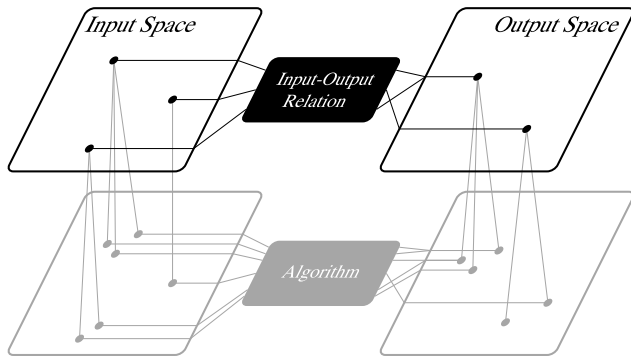 Input Space
Output Space
Input-Output
Relation
Algorithm